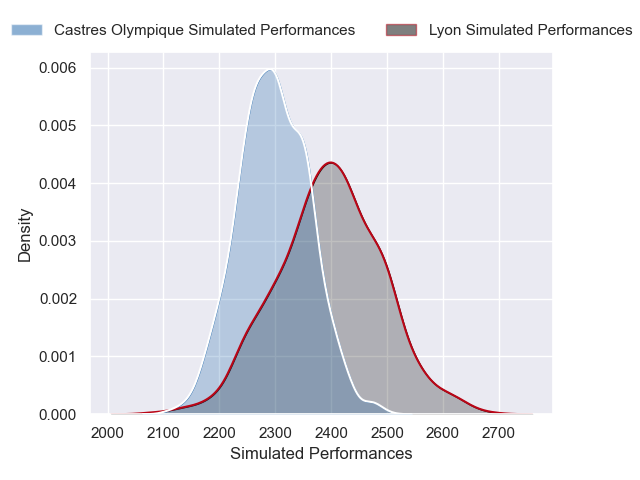 Castres Olympique Simulated Performances
Lyon Simulated Performances
0.006
0.005
0.004
0.003
0.002
0.001
0.000
Density
2000 2100 2200 2300 2400 2500 2600 2700
Simulated Performances